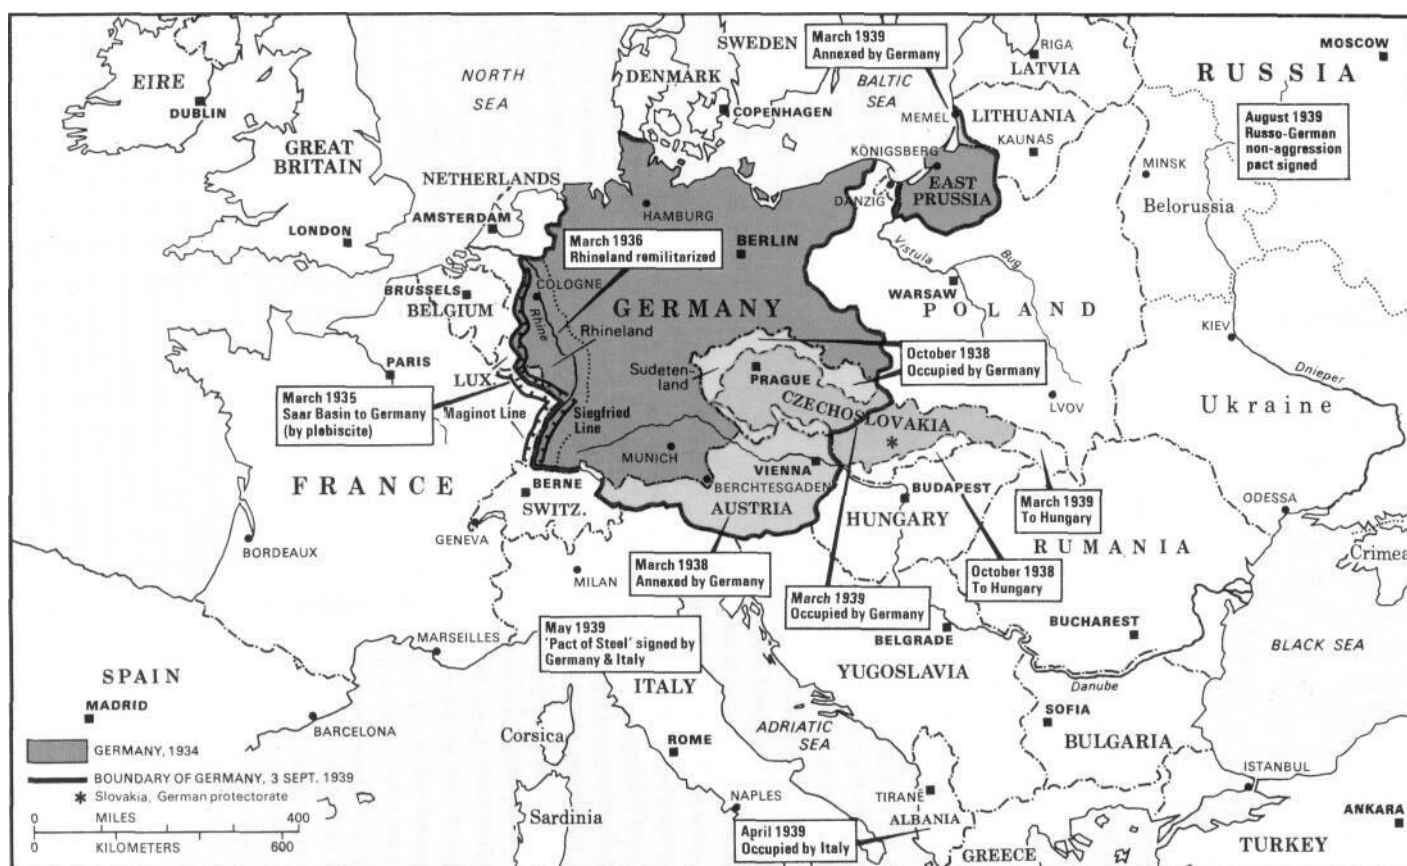 March 1939
Annexed by Germany
SWEDEN
NORTH
SEA
EIRE
DUBLIN
DENMARK
COPENHAGEN
BALTIC
SEA
RIGA
LATVIA
MOSCOW
RUSSIA
MEMEL
LITHUANIA
KAUNAS
August 1939
Russo-German
non-aggression
pact signed
GREAT
BRITAIN
KÖNIGSBERG
EAST
PRUSSIA
MINSK
NETHERLANDS
AMSTERDAM
HAMBURG
DANZIG
Belorussia
LONDON
March 1936
Rhineland remilitarized
BERLIN
Vistula
Bug
BRUSSELS
BELGIUM
COLOGNE
Rhine
GERMANY
WARSAW
POLAND
KIEV
Rhineland
October 1938
Occupied by Germany
PARIS
LUX.
Sudeten-
land
PRAGUE
Dnieper
March 1935
Saar Basin to Germany
(by plebiscite)
Maginot Line
Siegfried
Line
CZECHOSLOVAKIA
*
LVOV
Ukraine
MUNICH
VIENNA
FRANCE
BERNE
SWITZ.
BERCHTESGADEN
AUSTRIA
BUDAPEST
HUNGARY
March 1939
To Hungary
ODESSA
GENEVA
BORDEAUX
RUMANIA
Crimea
MILAN
March 1938
Annexed by Germany
March 1939
Occupied by Germany
October 1938
To Hungary
MARSEILLES
May 1939
'Pact of Steel' signed by
Germany & Italy
BELGRADE
BUCHAREST
BLACK SEA
SPAIN
ITALY
YUGOSLAVIA
Danube
MADRID
BARCELONA
Corsica
ROME
ADRIATIC
SEA
SOFIA
BULGARIA
GERMANY, 1934
BOUNDARY OF GERMANY, 3 SEPT. 1939
* Slovakia, German protectorate
ISTANBUL
0 MILES 400
0 KILOMETERS 600
Sardinia
NAPLES
TIRANË
ALBANIA
April 1939
Occupied by Italy
GREECE
TURKEY
ANKARA